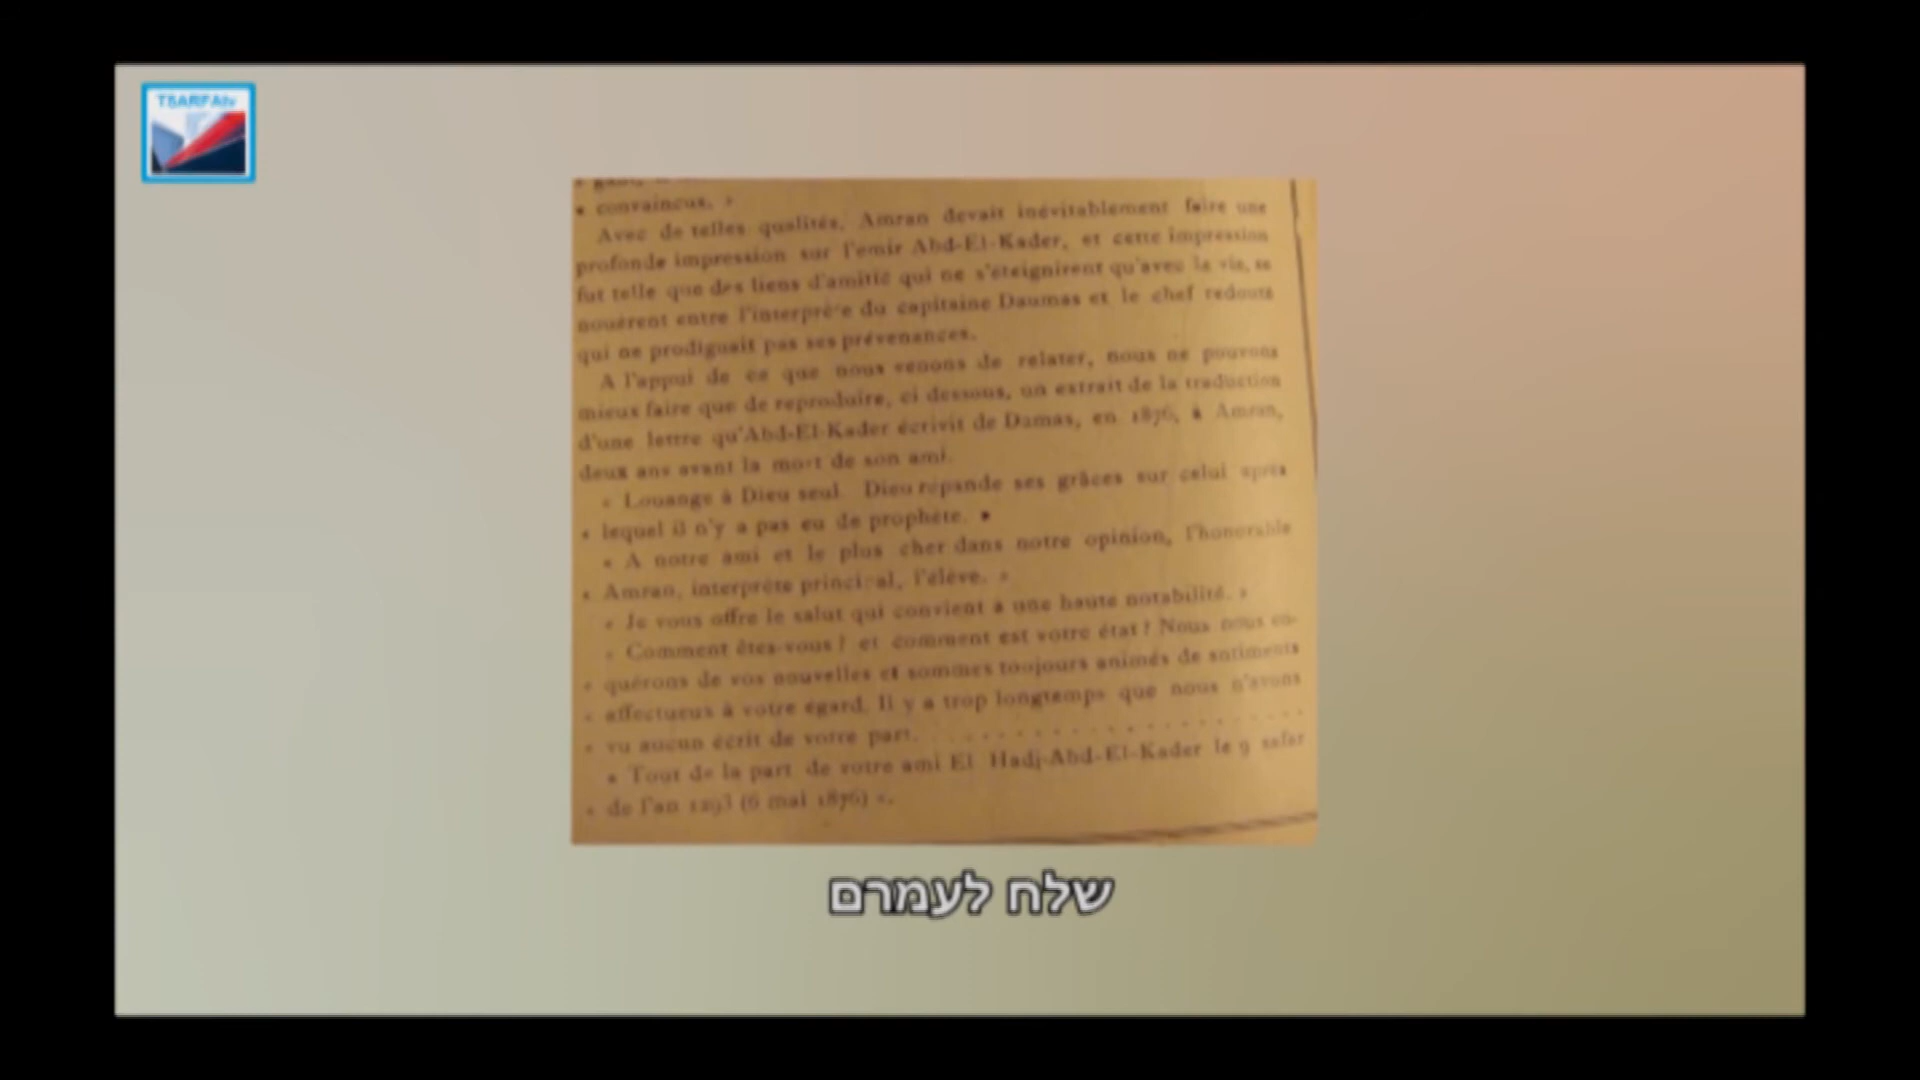 TSARFAtv
« convaincus. »
Avec de telles qualités, Amran devait inévitablement faire une
profonde impression sur l'émir Abd-El-Kader, et cette impression
fut telle que des liens d'amitié qui ne s'éteignirent qu'avec la vie, se
nouèrent entre l'interprète du capitaine Daumas et le chef redouté
qui ne prodiguait pas ses prévenances.
A l'appui de ce que nous venons de relater, nous ne pouvons
mieux faire que de reproduire, ci dessous, un extrait de la traduction
d'une lettre qu'Abd-El-Kader écrivit de Damas, en 1876, à Amran,
deux ans avant la mort de son ami.
« Louange à Dieu seul. Dieu répande ses grâces sur celui après
« lequel il n'y a pas eu de prophète. »
« A notre ami et le plus cher dans notre opinion, l'honorable
« Amran, interprète princi al, l'élève. »
« Je vous offre le salut qui convient à une haute notabilité. »
« Comment êtes-vous ? et comment est votre état ? Nous nous en-
« quérons de vos nouvelles et sommes toujours animés de sntiments
« affectueux à votre égard. Il y a trop longtemps que nous n'avons
« vu aucun écrit de votre part. . . . . . . . . . . . . . . . .
« Tout de la part de votre ami El Hadj-Abd-El-Kader le 9 safer
« de l'an 1293 (6 mai 1876) «.
שלח לעמרם